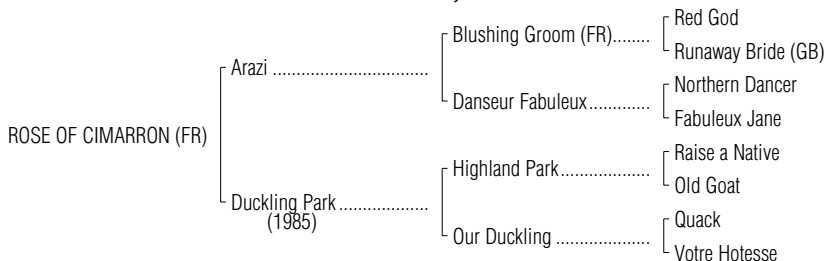 Red God
Blushing Groom (FR)........
Runaway Bride (GB)
Arazi ................................
Northern Dancer
Danseur Fabuleux.............
Fabuleux Jane
ROSE OF CIMARRON (FR)
Raise a Native
Highland Park...................
Old Goat
Duckling Park ..................
(1985)
Quack
Our Duckling ....................
Votre Hotesse